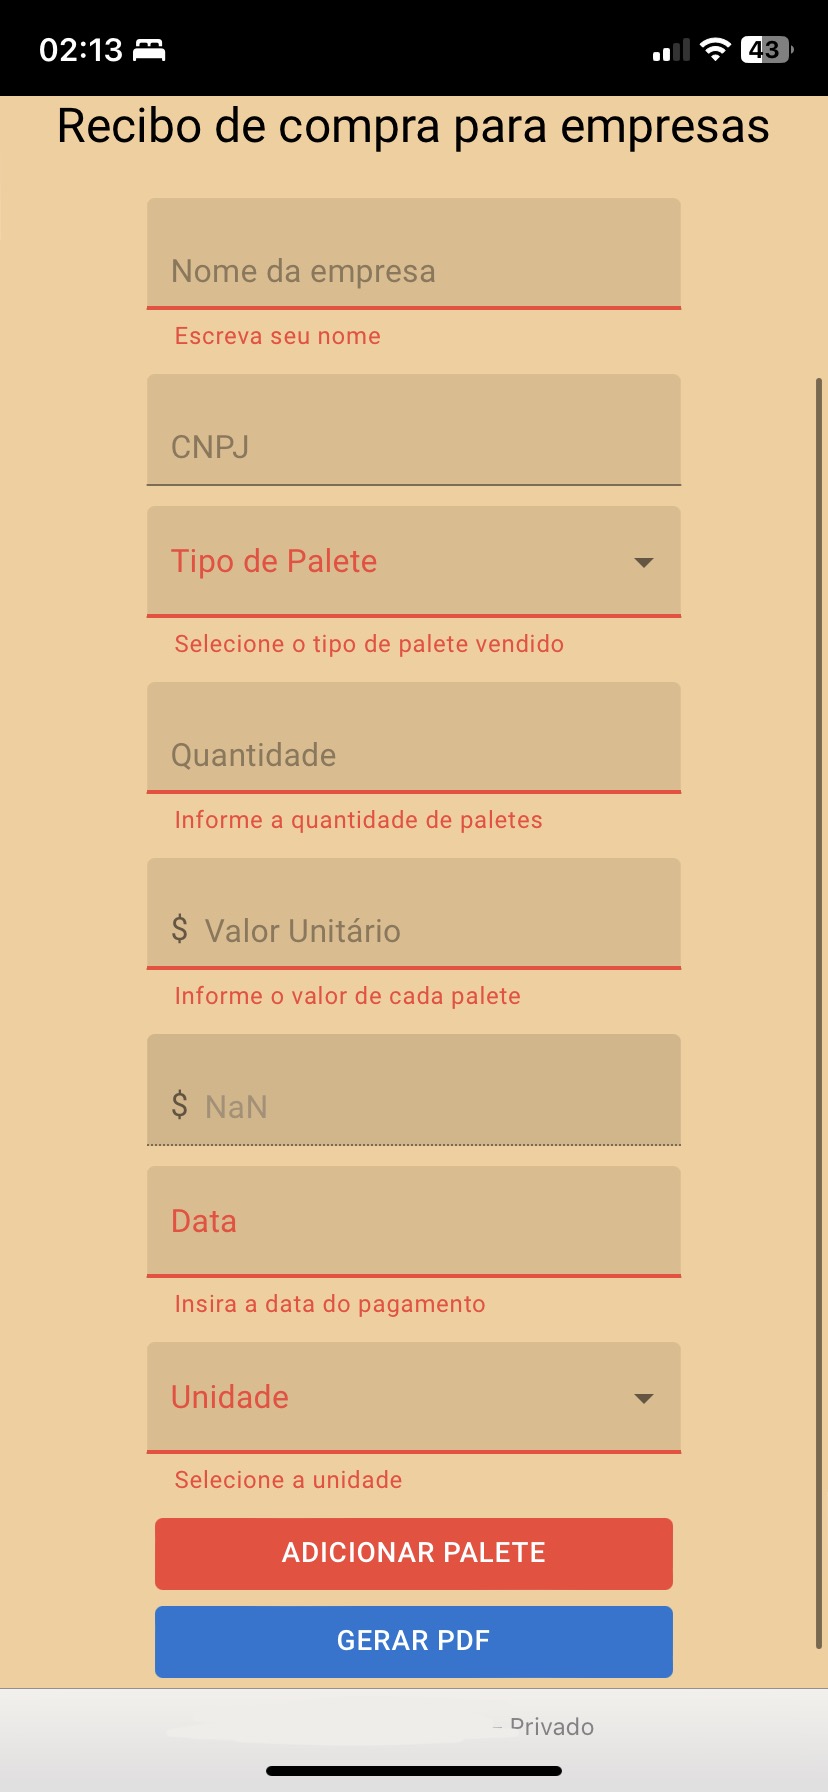 02:13
43
Recibo de compra para empresas
Nome da empresa
Escreva seu nome
CNPJ
Tipo de Palete
Selecione o tipo de palete vendido
Quantidade
Informe a quantidade de paletes
$ Valor Unitário
Informe o valor de cada palete
$ NaN
Data
Insira a data do pagamento
Unidade
Selecione a unidade
ADICIONAR PALETE
GERAR PDF
– Privado